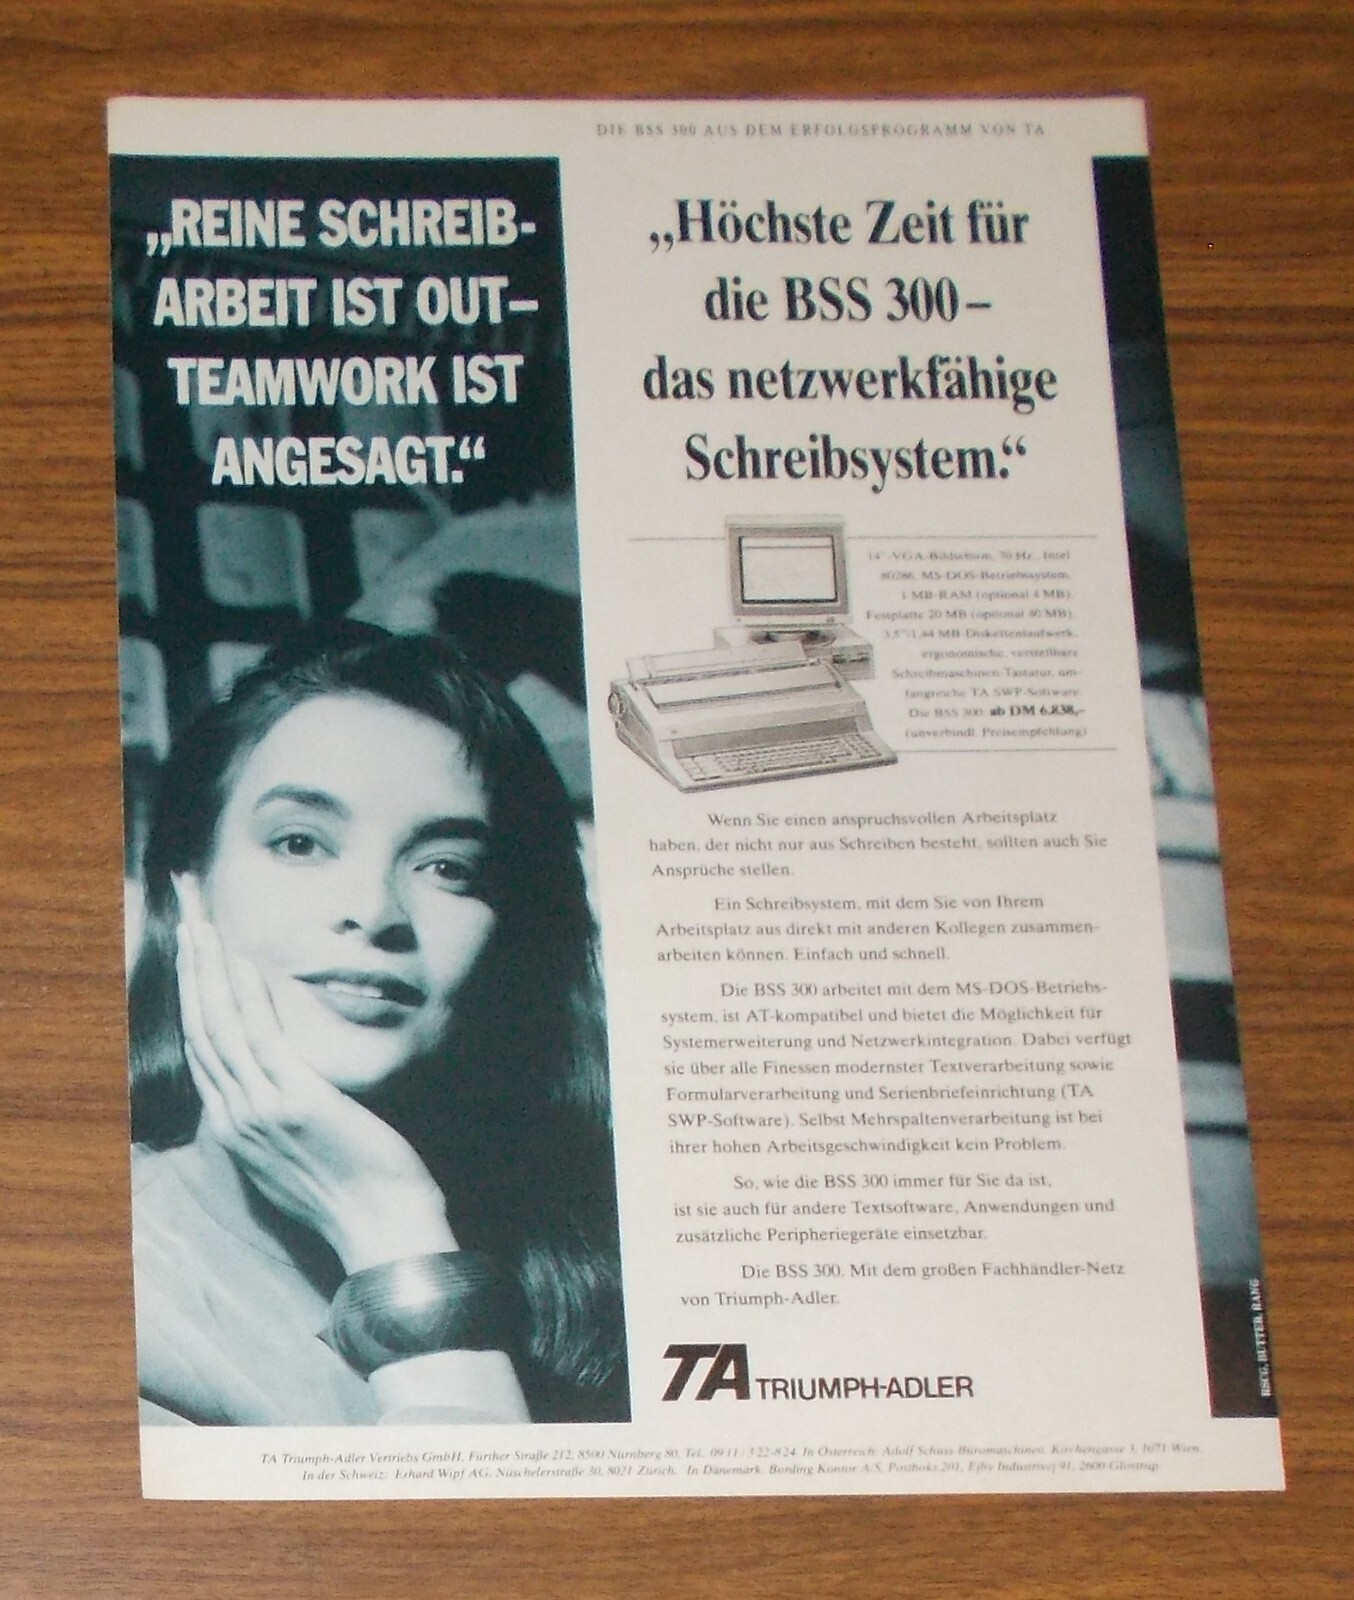 DIE BSS 300 AUS DEM ERFOLGSPROGRAMM VON TA
„REINE SCHREIB-
ARBEIT IST OUT–
TEAMWORK IST
ANGESAGT.“
„Höchste Zeit für
die BSS 300 –
das netzwerkfähige
Schreibsystem.“
14"-VGA-Bildschirm, 70 Hz, Intel
80286, MS-DOS-Betriebssystem,
1 MB-RAM (optional 4 MB),
Festplatte 20 MB (optional 40 MB)
3,5"/1,44 MB-Diskettenlaufwerk,
ergonomische, verstellbare
Schreibmaschinen-Tastatur, um-
fangreiche TA SWP-Software.
Die BSS 300 ab DM 6.838,-
(unverbindl. Preisempfehlung)
Wenn Sie einen anspruchsvollen Arbeitsplatz
haben, der nicht nur aus Schreiben besteht, sollten auch Sie
Ansprüche stellen.
Ein Schreibsystem, mit dem Sie von Ihrem
Arbeitsplatz aus direkt mit anderen Kollegen zusammen-
arbeiten können. Einfach und schnell.
Die BSS 300 arbeitet mit dem MS-DOS-Betriebs-
system, ist AT-kompatibel und bietet die Möglichkeit für
Systemerweiterung und Netzwerkintegration. Dabei verfügt
sie über alle Finessen modernster Textverarbeitung sowie
Formularverarbeitung und Serienbriefeinrichtung (TA
SWP-Software). Selbst Mehrspaltenverarbeitung ist bei
ihrer hohen Arbeitsgeschwindigkeit kein Problem.
So, wie die BSS 300 immer für Sie da ist,
ist sie auch für andere Textsoftware, Anwendungen und
zusätzliche Peripheriegeräte einsetzbar.
Die BSS 300. Mit dem großen Fachhändler-Netz
von Triumph-Adler.
TA TRIUMPH-ADLER
RSCG, BUTTER, RANG
TA Triumph-Adler Vertriebs GmbH, Fürther Straße 212, 8500 Nürnberg 80, Tel. 09 11 / 3 22-8 24. In Österreich: Adolf Schuss Büromaschinen, Kirchengasse 3, 1071 Wien.
In der Schweiz: Erhard Wipf AG, Nüschelerstraße 30, 8021 Zürich. In Dänemark: Bording Kontor A/S, Postboks 201, Ejby Industrivej 91, 2600 Glostrup.